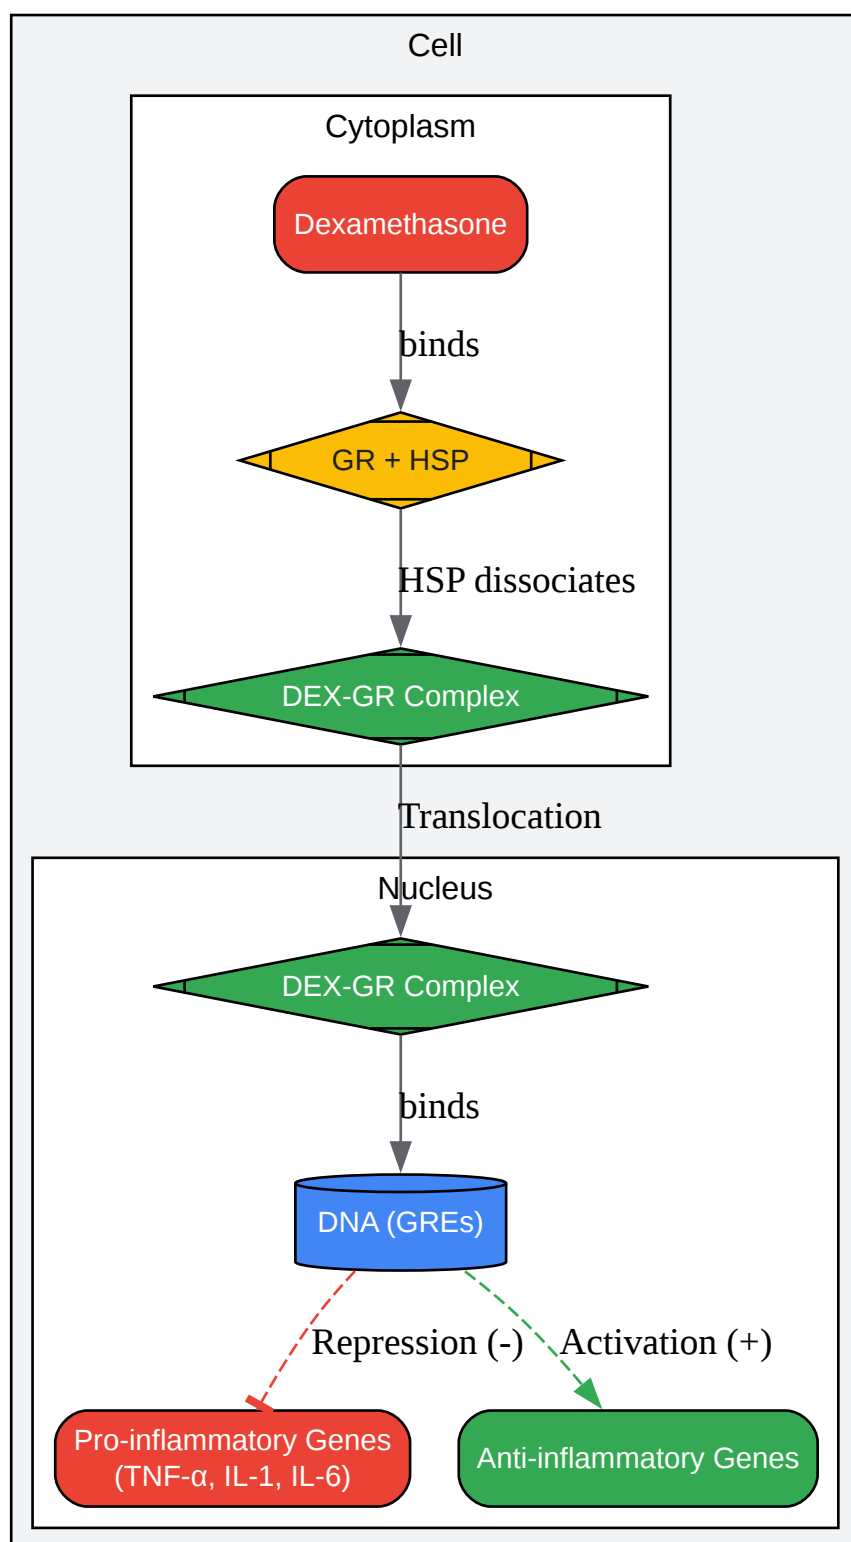 Cell
Cytoplasm
Dexamethasone
binds
GR + HSP
HSP dissociates
DEX-GR Complex
Translocation
Nucleus
DEX-GR Complex
binds
DNA (GREs)
Repression (-)
Activation (+)
Pro-inflammatory Genes
(TNF-α, IL-1, IL-6)
Anti-inflammatory Genes